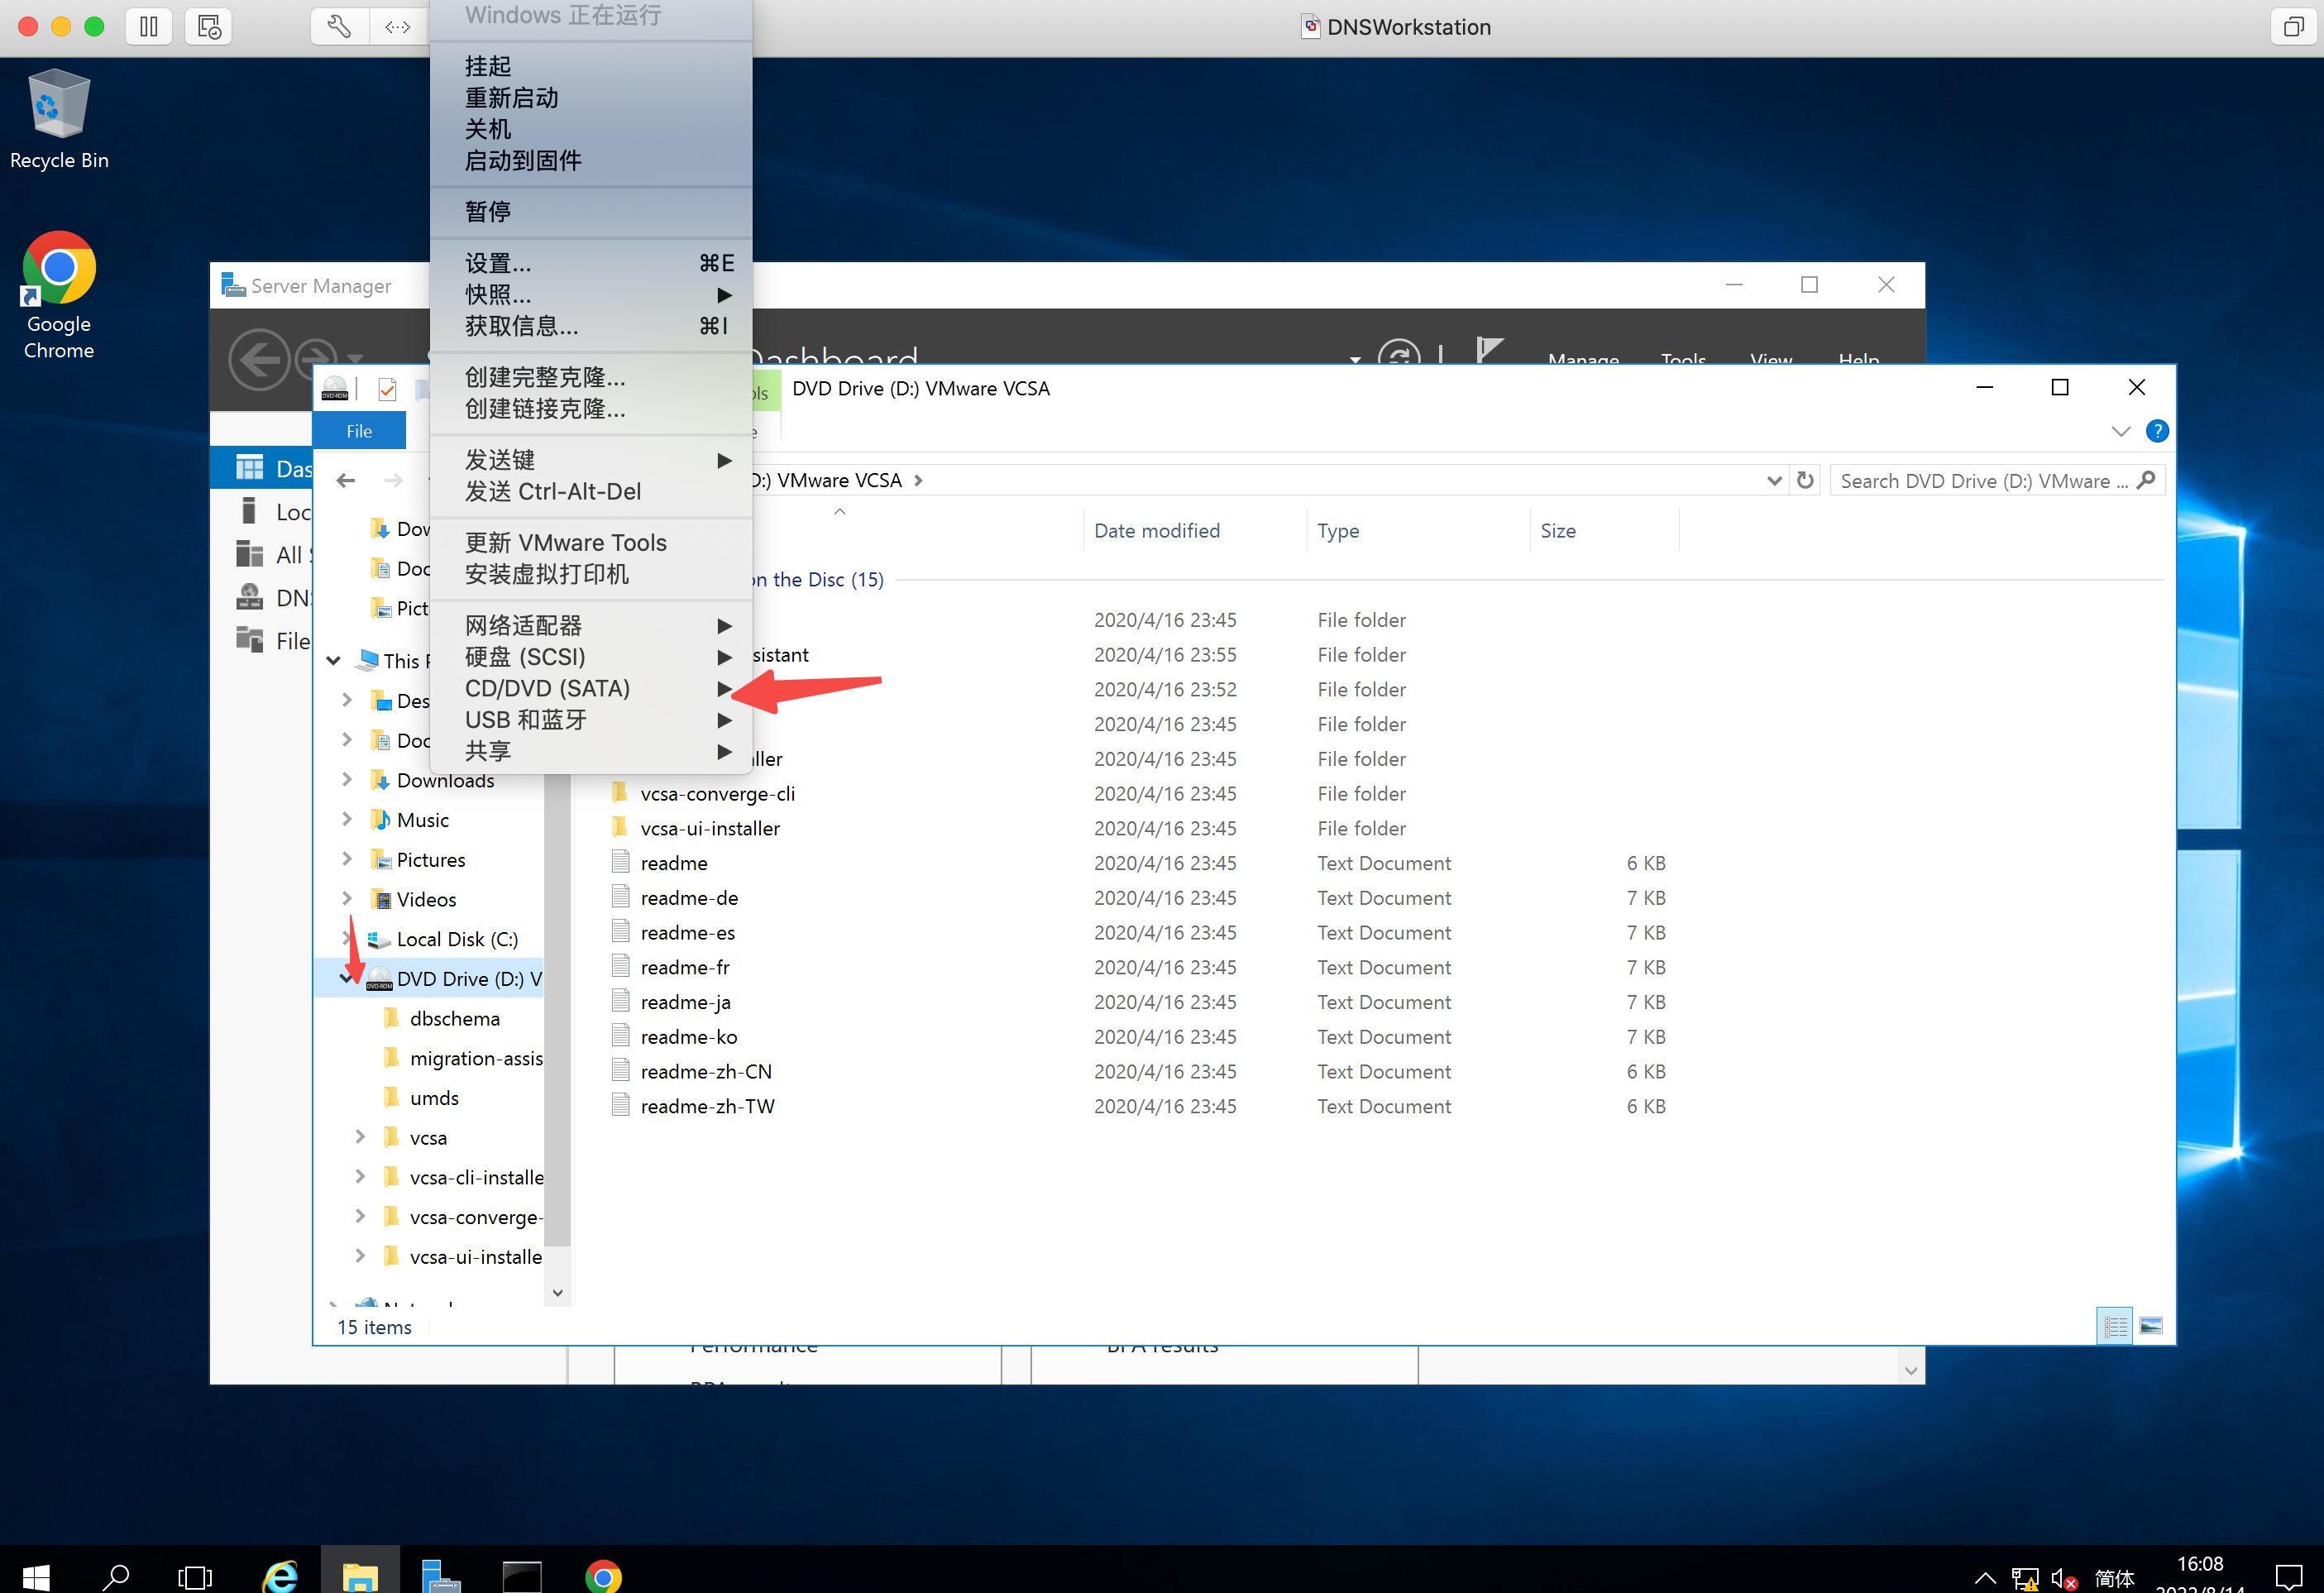 DNSWorkstation
Windows 正在运行
挂起
重新启动
关机
启动到固件
暂停
设置... ⌘E
快照...
获取信息... ⌘I
创建完整克隆...
创建链接克隆...
发送键
发送 Ctrl-Alt-Del
更新 VMware Tools
安装虚拟打印机
网络适配器
硬盘 (SCSI)
CD/DVD (SATA)
USB 和蓝牙
共享
Recycle Bin
Google
Chrome
Server Manager
Dashboard
Manage Tools View Help
DVD Drive (D:) VMware VCSA
File
D:) VMware VCSA
Search DVD Drive (D:) VMware ...
Date modified Type Size
on the Disc (15)
2020/4/16 23:45 File folder
sistant 2020/4/16 23:55 File folder
2020/4/16 23:52 File folder
2020/4/16 23:45 File folder
ller 2020/4/16 23:45 File folder
vcsa-converge-cli 2020/4/16 23:45 File folder
vcsa-ui-installer 2020/4/16 23:45 File folder
readme 2020/4/16 23:45 Text Document 6 KB
readme-de 2020/4/16 23:45 Text Document 7 KB
readme-es 2020/4/16 23:45 Text Document 7 KB
readme-fr 2020/4/16 23:45 Text Document 7 KB
readme-ja 2020/4/16 23:45 Text Document 7 KB
readme-ko 2020/4/16 23:45 Text Document 7 KB
readme-zh-CN 2020/4/16 23:45 Text Document 6 KB
readme-zh-TW 2020/4/16 23:45 Text Document 6 KB
Das
Loc
All S
DNS
File
Dow
Doc
Pict
This P
Des
Doc
Downloads
Music
Pictures
Videos
Local Disk (C:)
DVD Drive (D:) V
dbschema
migration-assis
umds
vcsa
vcsa-cli-installe
vcsa-converge-
vcsa-ui-installe
15 items
Performance
BPA results
16:08
简体